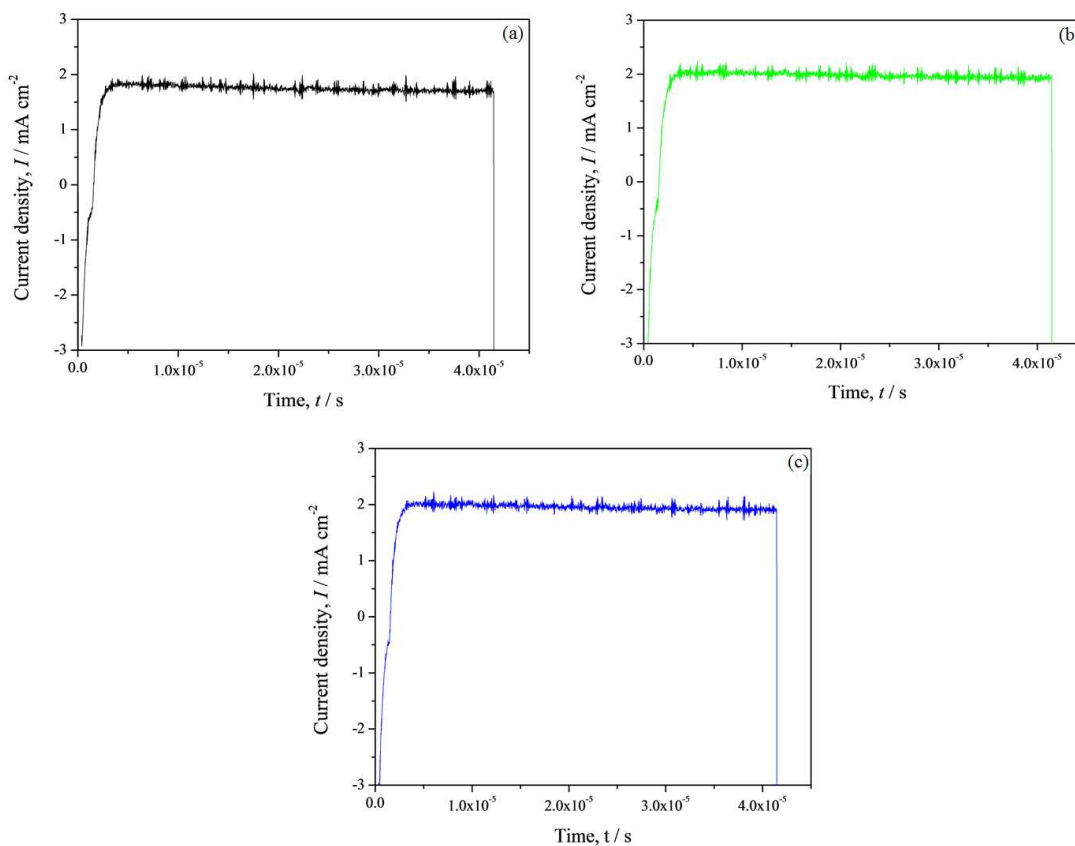 (a)
3
2
1
0
-1
-2
-3
Current density, I / mA cm-2
0.0
1.0x10-5
2.0x10-5
3.0x10-5
4.0x10-5
Time, t / s
(b)
3
2
1
0
-1
-2
-3
Current density, I / mA cm-2
0.0
1.0x10-5
2.0x10-5
3.0x10-5
4.0x10-5
Time, t / s
(c)
3
2
1
0
-1
-2
-3
Current density, I / mA cm-2
0.0
1.0x10-5
2.0x10-5
3.0x10-5
4.0x10-5
Time, t / s